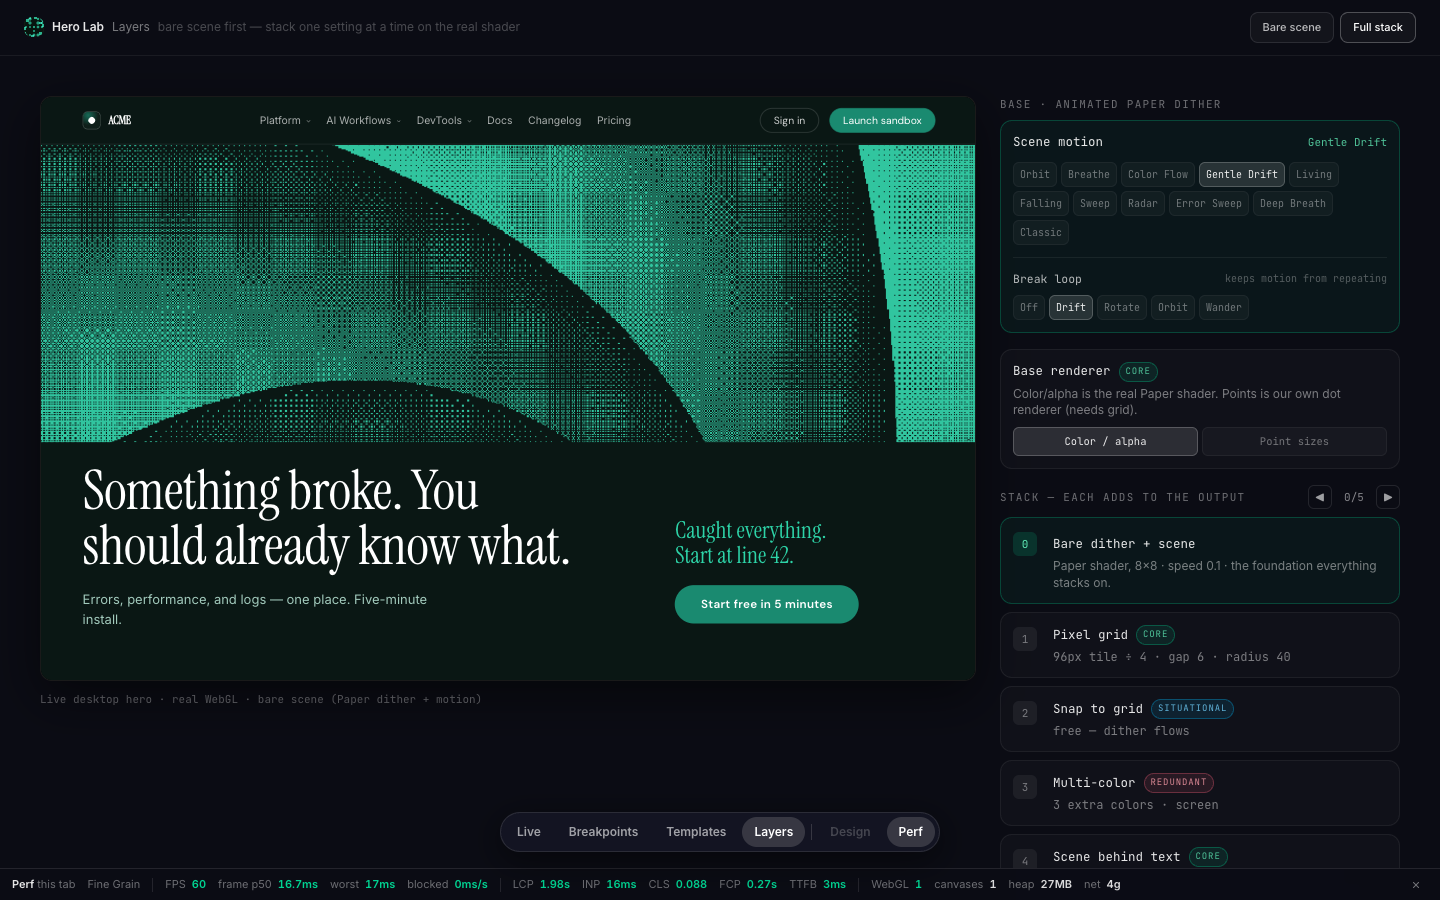 Hero Lab Layers bare scene first — stack one setting at a time on the real shader
Bare scene Full stack
ACME Platform AI Workflows DevTools Docs Changelog Pricing Sign in Launch sandbox
Something broke. You
should already know what.
Errors, performance, and logs — one place. Five-minute
install.
Caught everything.
Start at line 42.
Start free in 5 minutes
Live desktop hero · real WebGL · bare scene (Paper dither + motion)
BASE · ANIMATED PAPER DITHER
Scene motion Gentle Drift
Orbit Breathe Color Flow Gentle Drift Living
Falling Sweep Radar Error Sweep Deep Breath
Classic
Break loop keeps motion from repeating
Off Drift Rotate Orbit Wander
Base renderer CORE
Color/alpha is the real Paper shader. Points is our own dot
renderer (needs grid).
Color / alpha Point sizes
STACK — EACH ADDS TO THE OUTPUT ◀ 0/5 ▶
0 Bare dither + scene
Paper shader, 8×8 · speed 0.1 · the foundation everything
stacks on.
1 Pixel grid CORE
96px tile ÷ 4 · gap 6 · radius 40
2 Snap to grid SITUATIONAL
free — dither flows
3 Multi-color REDUNDANT
3 extra colors · screen
4 Scene behind text CORE
Live Breakpoints Templates Layers Design Perf
Perf this tab Fine Grain FPS 60 frame p50 16.7ms worst 17ms blocked 0ms/s LCP 1.98s INP 16ms CLS 0.088 FCP 0.27s TTFB 3ms WebGL 1 canvases 1 heap 27MB net 4g ×